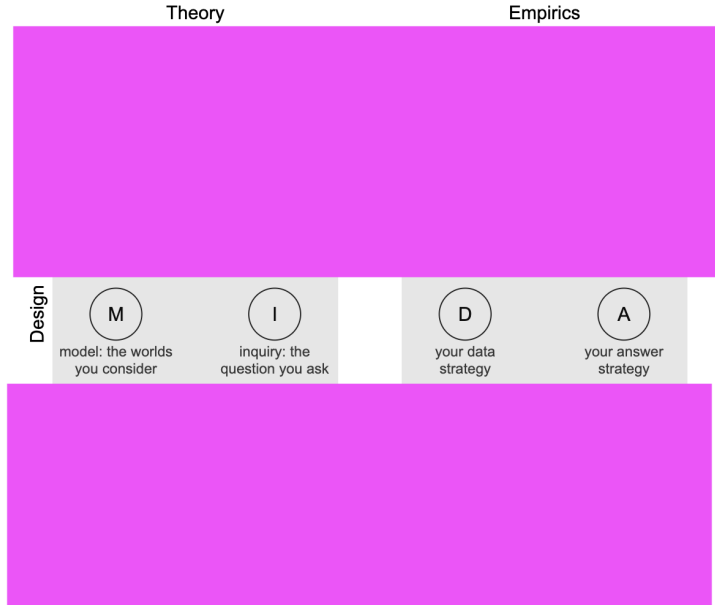 Theory
Empirics
Design
M
I
D
A
model: the worlds
you consider
inquiry: the
question you ask
your data
strategy
your answer
strategy